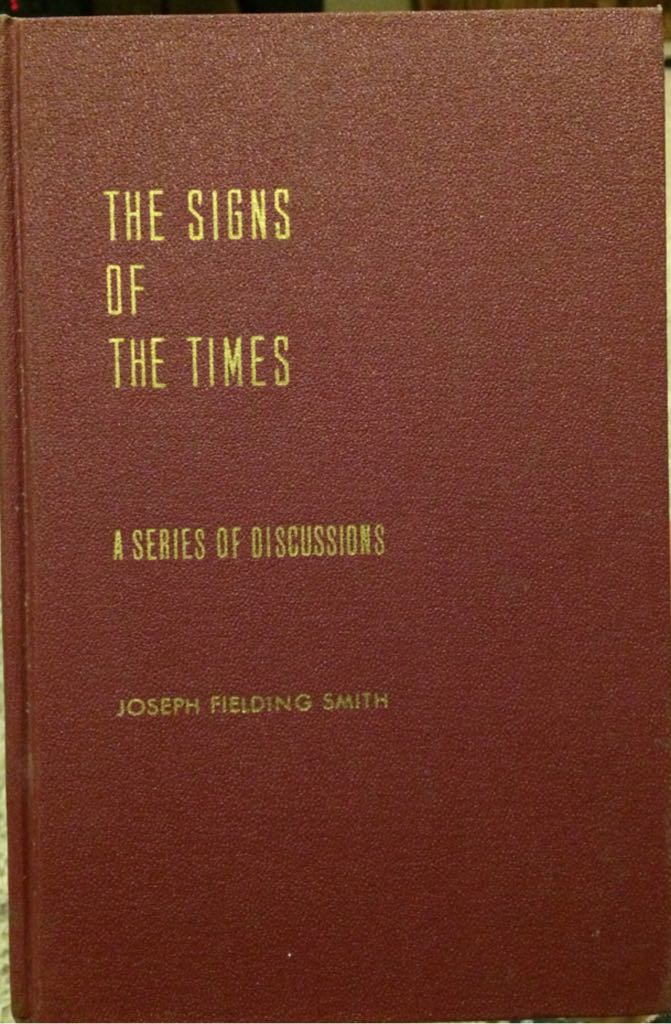 THE SIGNS
OF
THE TIMES
A SERIES OF DISCUSSIONS
JOSEPH FIELDING SMITH